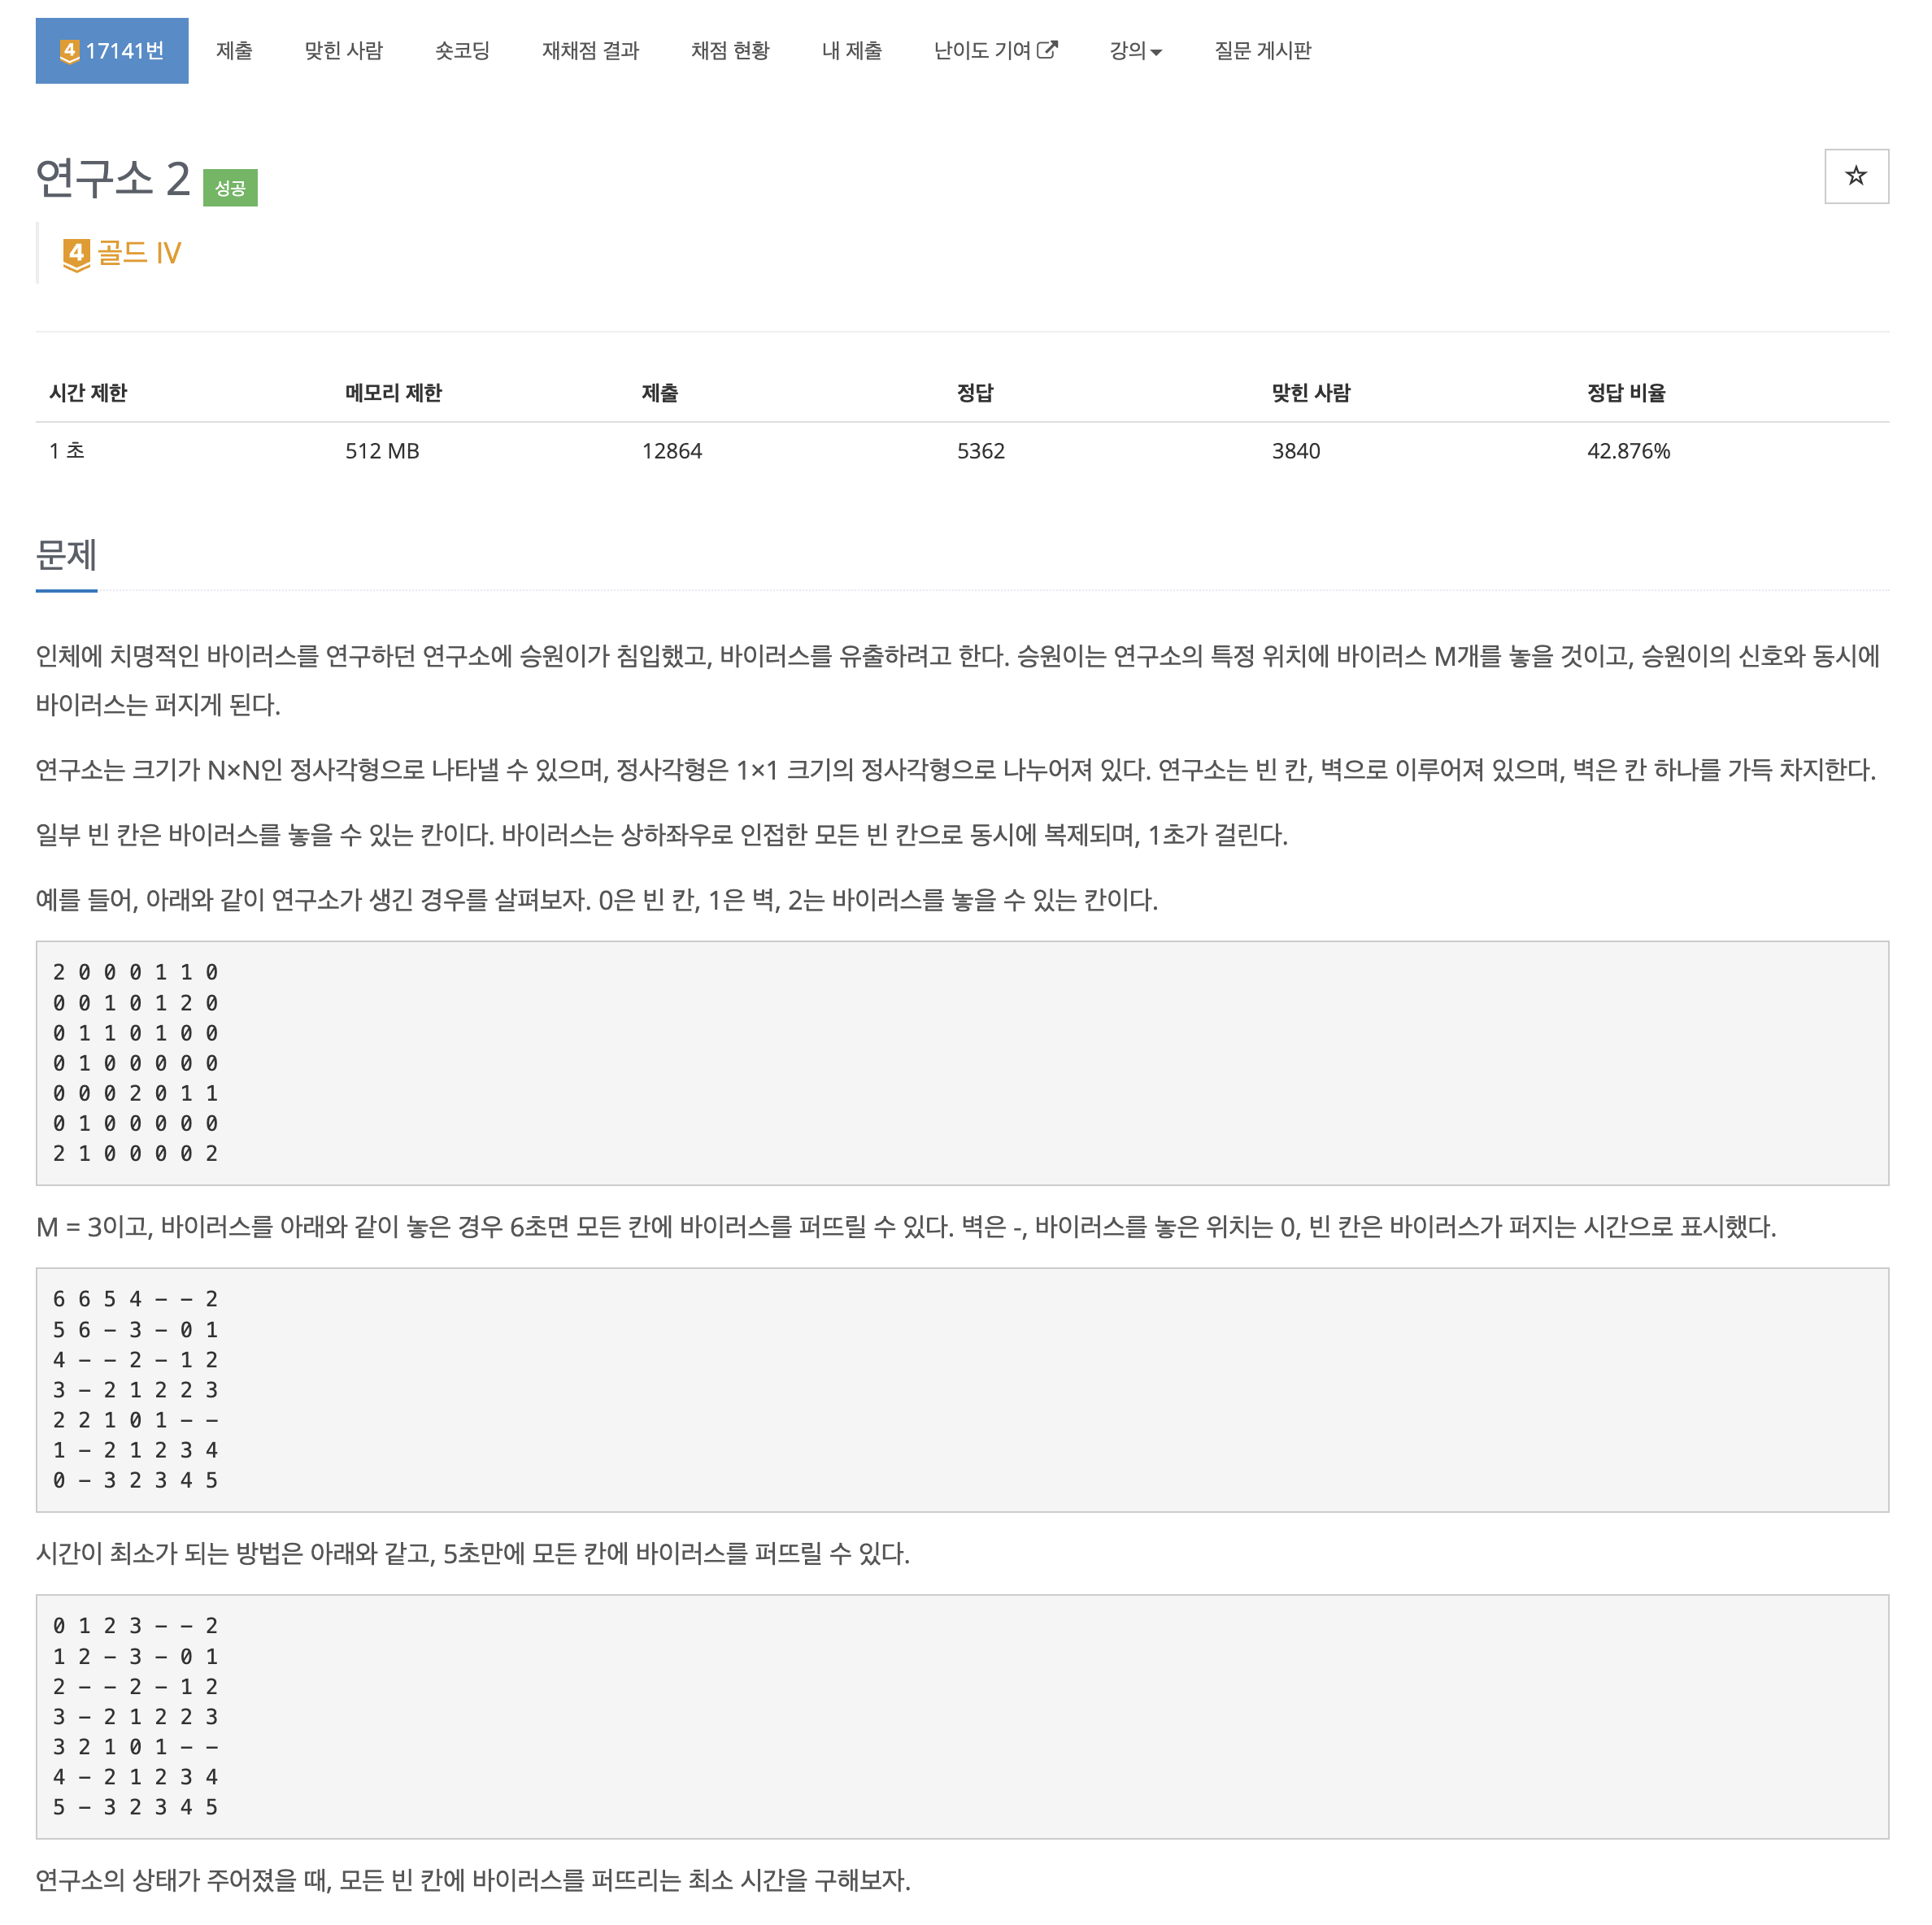 4 17141번 제출 맞힌 사람 숏코딩 재채점 결과 채점 현황 내 제출 난이도 기여 강의 질문 게시판
연구소 2 성공
4 골드 IV
시간 제한 메모리 제한 제출 정답 맞힌 사람 정답 비율
1 초 512 MB 12864 5362 3840 42.876%
문제
인체에 치명적인 바이러스를 연구하던 연구소에 승원이가 침입했고, 바이러스를 유출하려고 한다. 승원이는 연구소의 특정 위치에 바이러스 M개를 놓을 것이고, 승원이의 신호와 동시에
바이러스는 퍼지게 된다.
연구소는 크기가 N×N인 정사각형으로 나타낼 수 있으며, 정사각형은 1×1 크기의 정사각형으로 나누어져 있다. 연구소는 빈 칸, 벽으로 이루어져 있으며, 벽은 칸 하나를 가득 차지한다.
일부 빈 칸은 바이러스를 놓을 수 있는 칸이다. 바이러스는 상하좌우로 인접한 모든 빈 칸으로 동시에 복제되며, 1초가 걸린다.
예를 들어, 아래와 같이 연구소가 생긴 경우를 살펴보자. 0은 빈 칸, 1은 벽, 2는 바이러스를 놓을 수 있는 칸이다.
2 0 0 0 1 1 0
0 0 1 0 1 2 0
0 1 1 0 1 0 0
0 1 0 0 0 0 0
0 0 0 2 0 1 1
0 1 0 0 0 0 0
2 1 0 0 0 0 2
M = 3이고, 바이러스를 아래와 같이 놓은 경우 6초면 모든 칸에 바이러스를 퍼뜨릴 수 있다. 벽은 -, 바이러스를 놓은 위치는 0, 빈 칸은 바이러스가 퍼지는 시간으로 표시했다.
6 6 5 4 - - 2
5 6 - 3 - 0 1
4 - - 2 - 1 2
3 - 2 1 2 2 3
2 2 1 0 1 - -
1 - 2 1 2 3 4
0 - 3 2 3 4 5
시간이 최소가 되는 방법은 아래와 같고, 5초만에 모든 칸에 바이러스를 퍼뜨릴 수 있다.
0 1 2 3 - - 2
1 2 - 3 - 0 1
2 - - 2 - 1 2
3 - 2 1 2 2 3
3 2 1 0 1 - -
4 - 2 1 2 3 4
5 - 3 2 3 4 5
연구소의 상태가 주어졌을 때, 모든 빈 칸에 바이러스를 퍼뜨리는 최소 시간을 구해보자.